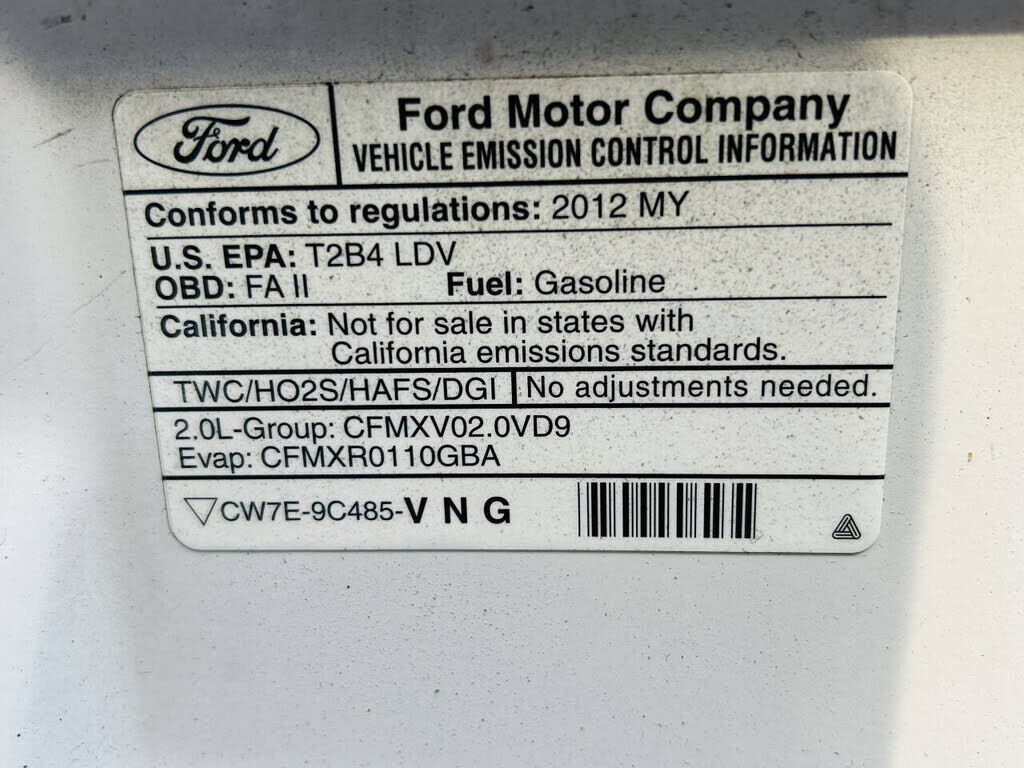 Ford
Ford Motor Company
VEHICLE EMISSION CONTROL INFORMATION
Conforms to regulations: 2012 MY
U.S. EPA: T2B4 LDV
OBD: FA II Fuel: Gasoline
California: Not for sale in states with
California emissions standards.
TWC/HO2S/HAFS/DGI No adjustments needed.
2.0L-Group: CFMXV02.0VD9
Evap: CFMXR0110GBA
CW7E-9C485-V N G